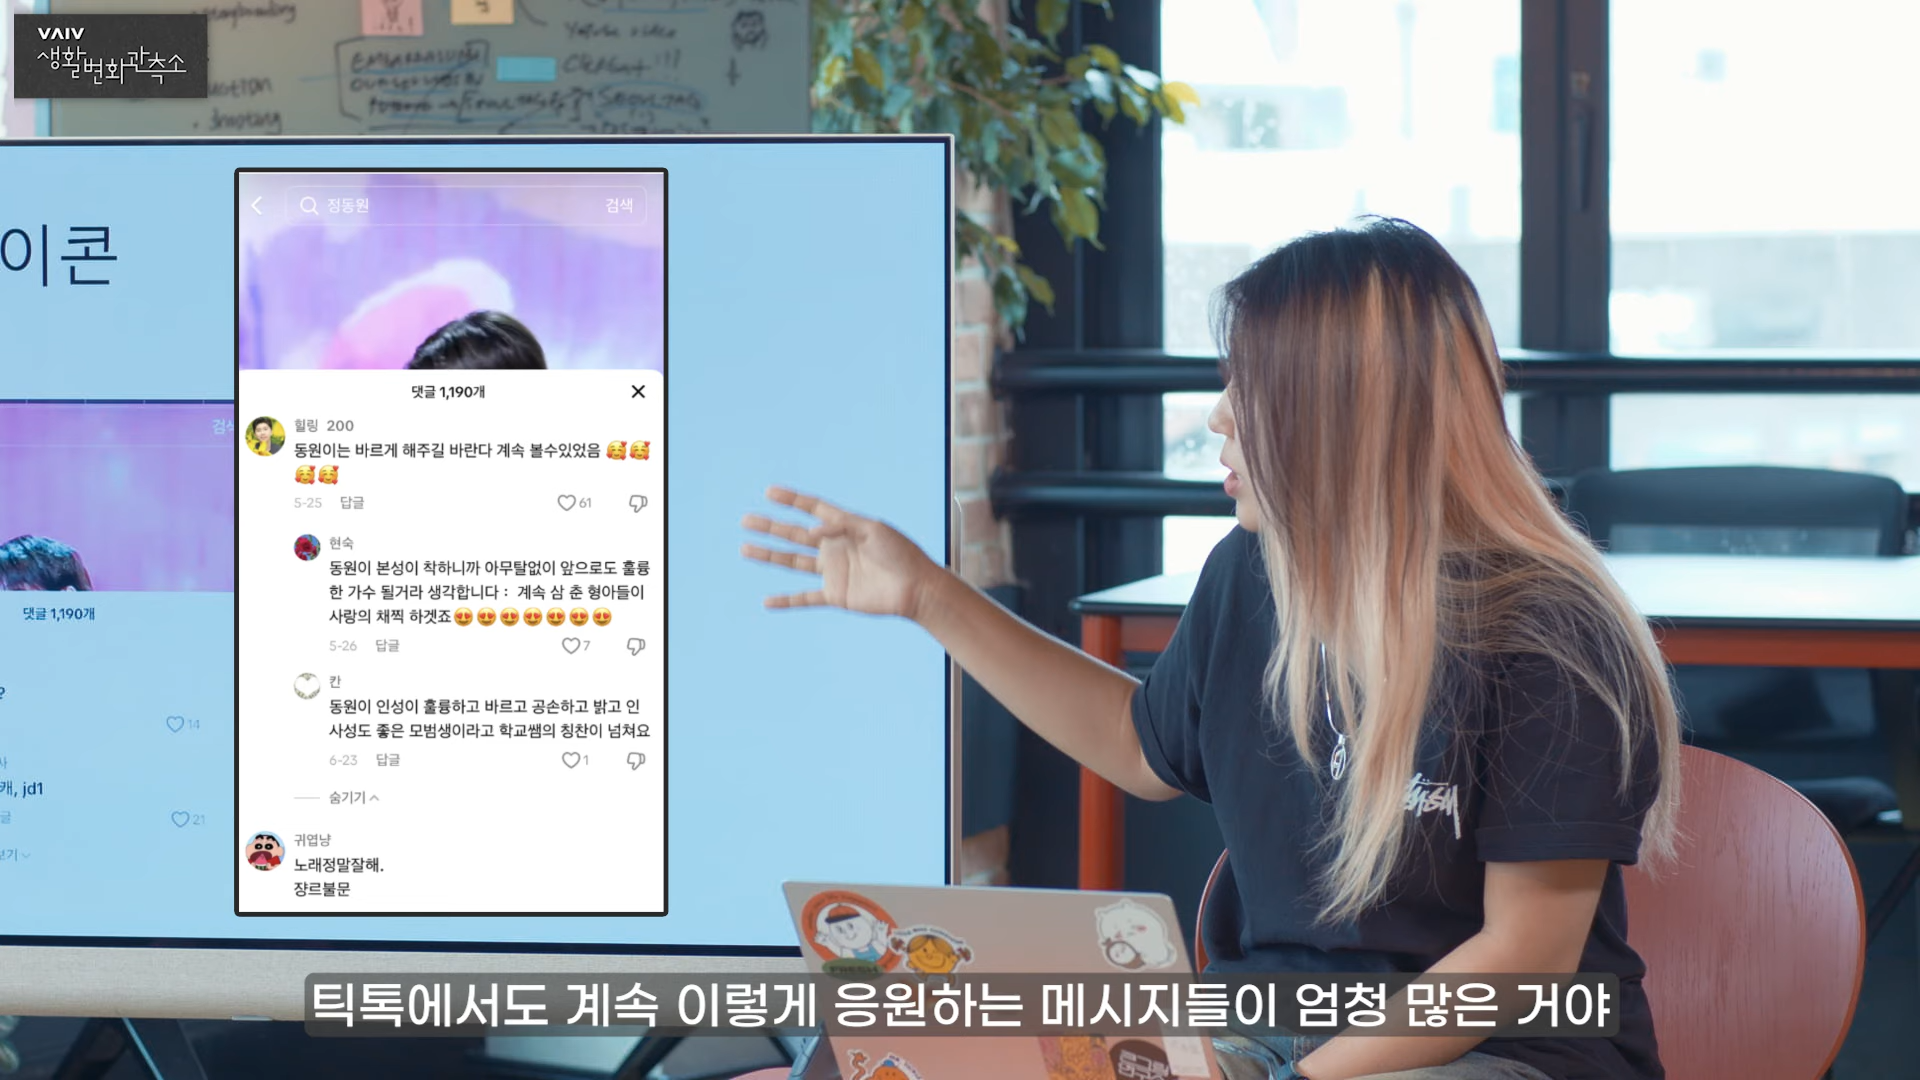 VAIV
생활변화관측소
EMBARRASSING
shooting
이콘
정동원
검색
댓글 1,190개
힐링 200
동원이는 바르게 해주길 바란다 계속 볼수있었음 🥰🥰
🥰🥰
5-25 답글
61
현숙
동원이 본성이 착하니까 아무탈없이 앞으로도 훌륭
한 가수 될거라 생각합니다 : 계속 삼 춘 형아들이
사랑의 채찍 하겟죠😍😍😍😍😍😍😍
5-26 답글
7
칸
동원이 인성이 훌륭하고 바르고 공손하고 밝고 인
사성도 좋은 모범생이라고 학교쌤의 칭찬이 넘쳐요
6-23 답글
1
숨기기
귀엽냥
노래정말잘해.
쟝르불문
댓글 1,190개
?
14
캐, jd1
21
틱톡에서도 계속 이렇게 응원하는 메시지들이 엄청 많은 거야